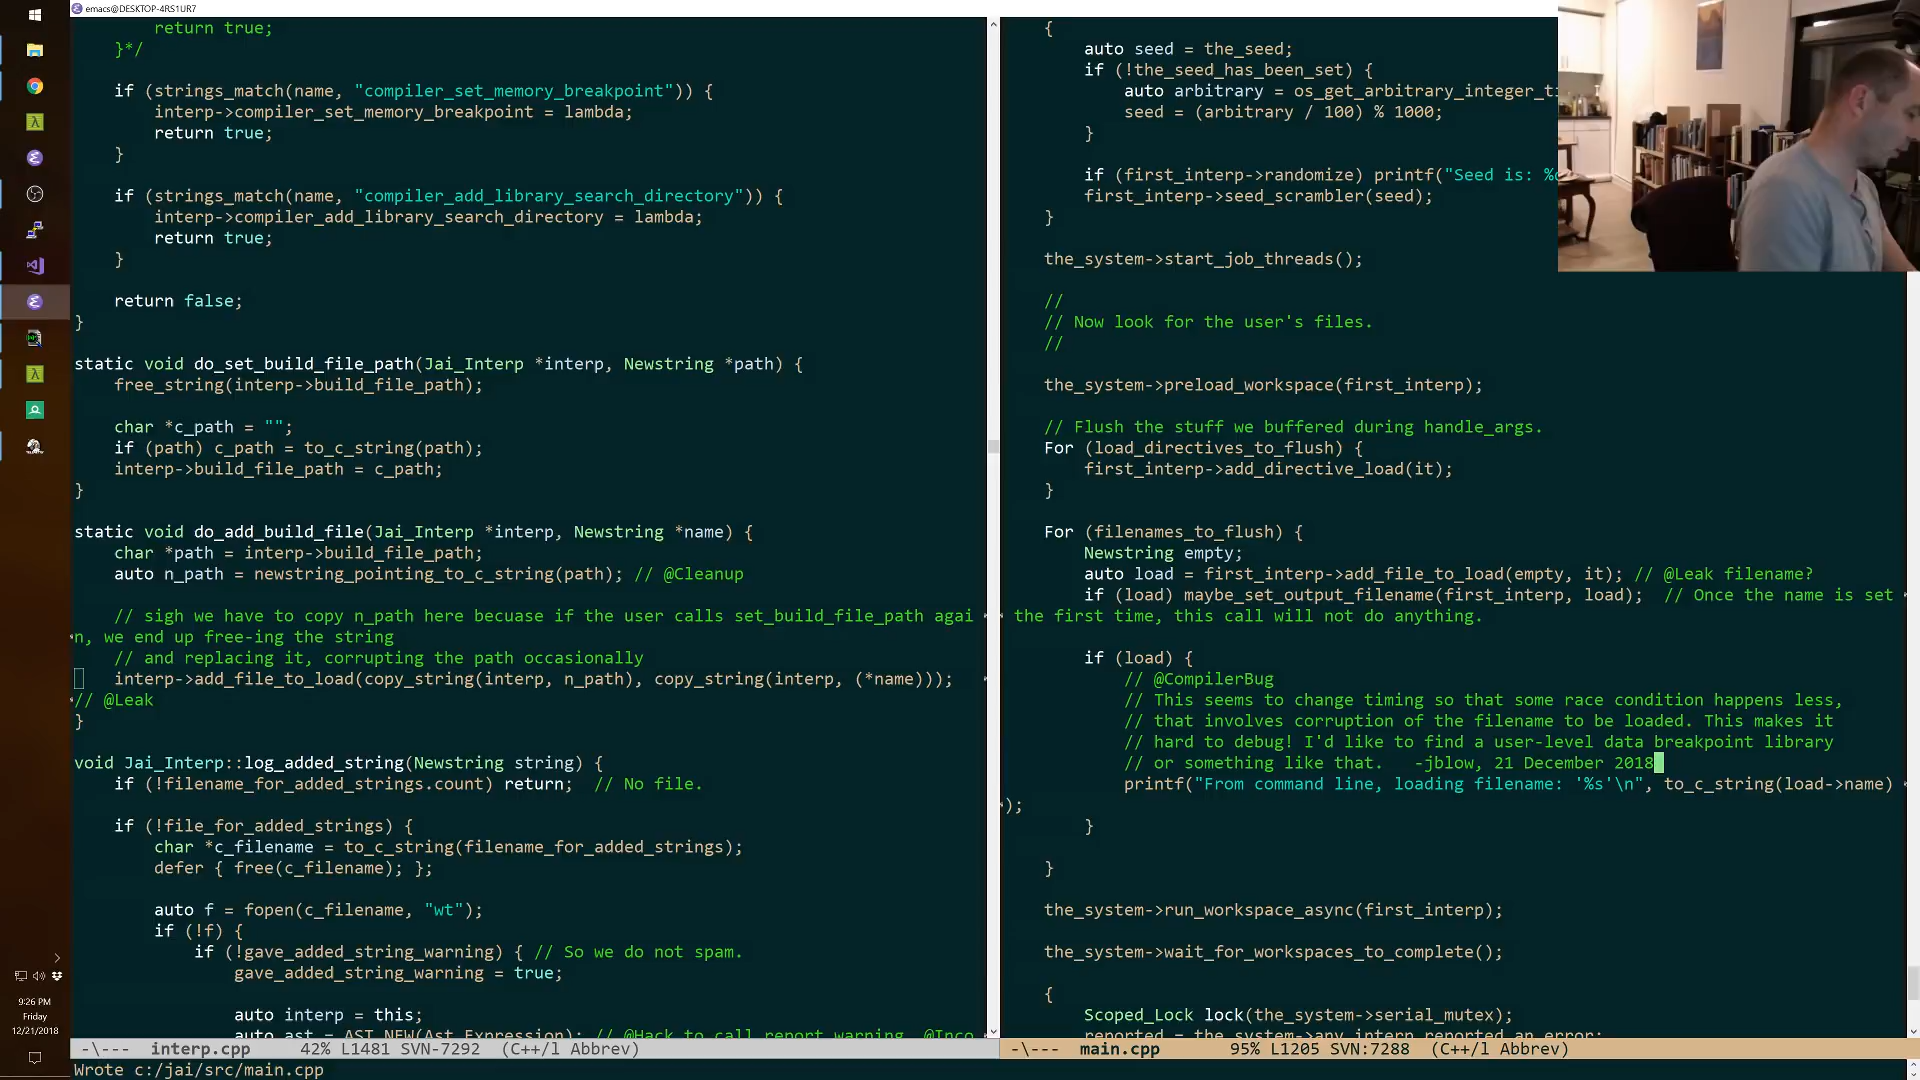 emacs@DESKTOP-4RS1UR7
return true;
}*/
if (strings_match(name, "compiler_set_memory_breakpoint")) {
interp->compiler_set_memory_breakpoint = lambda;
return true;
}
if (strings_match(name, "compiler_add_library_search_directory")) {
interp->compiler_add_library_search_directory = lambda;
return true;
}
return false;
}
static void do_set_build_file_path(Jai_Interp *interp, Newstring *path) {
free_string(interp->build_file_path);
char *c_path = "";
if (path) c_path = to_c_string(path);
interp->build_file_path = c_path;
}
static void do_add_build_file(Jai_Interp *interp, Newstring *name) {
char *path = interp->build_file_path;
auto n_path = newstring_pointing_to_c_string(path); // @Cleanup
// sigh we have to copy n_path here becuase if the user calls set_build_file_path agai
n, we end up free-ing the string
// and replacing it, corrupting the path occasionally
interp->add_file_to_load(copy_string(interp, n_path), copy_string(interp, (*name)));
// @Leak
}
void Jai_Interp::log_added_string(Newstring string) {
if (!filename_for_added_strings.count) return; // No file.
if (!file_for_added_strings) {
char *c_filename = to_c_string(filename_for_added_strings);
defer { free(c_filename); };
auto f = fopen(c_filename, "wt");
if (!f) {
if (!gave_added_string_warning) { // So we do not spam.
gave_added_string_warning = true;
auto interp = this;
auto ast = AST_NEW(Ast_Expression); // @Hack to call report_warning. @Inco
-\--- interp.cpp 42% L1481 SVN-7292 (C++/l Abbrev)
Wrote c:/jai/src/main.cpp
{
auto seed = the_seed;
if (!the_seed_has_been_set) {
auto arbitrary = os_get_arbitrary_integer_ti
seed = (arbitrary / 100) % 1000;
}
if (first_interp->randomize) printf("Seed is: %
first_interp->seed_scrambler(seed);
}
the_system->start_job_threads();
//
// Now look for the user's files.
//
the_system->preload_workspace(first_interp);
// Flush the stuff we buffered during handle_args.
For (load_directives_to_flush) {
first_interp->add_directive_load(it);
}
For (filenames_to_flush) {
Newstring empty;
auto load = first_interp->add_file_to_load(empty, it); // @Leak filename?
if (load) maybe_set_output_filename(first_interp, load); // Once the name is set
the first time, this call will not do anything.
if (load) {
// @CompilerBug
// This seems to change timing so that some race condition happens less,
// that involves corruption of the filename to be loaded. This makes it
// hard to debug! I'd like to find a user-level data breakpoint library
// or something like that. -jblow, 21 December 2018
printf("From command line, loading filename: '%s'\n", to_c_string(load->name)
);
}
}
the_system->run_workspace_async(first_interp);
the_system->wait_for_workspaces_to_complete();
{
Scoped_Lock lock(the_system->serial_mutex);
reported = the_system->any_interp_reported_an_error;
-\--- main.cpp 95% L1205 SVN:7288 (C++/l Abbrev)
9:26 PM
Friday
12/21/2018